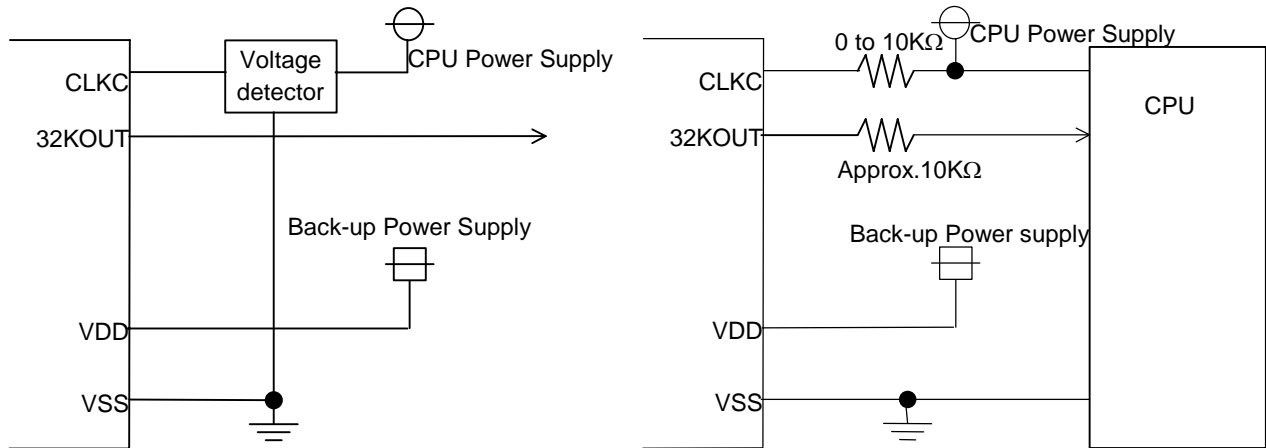 CLKC
Voltage
detector
CPU Power Supply
32KOUT
Back-up Power Supply
VDD
VSS
0 to 10KΩ
CPU Power Supply
CLKC
CPU
32KOUT
Approx.10KΩ
Back-up Power supply
VDD
VSS